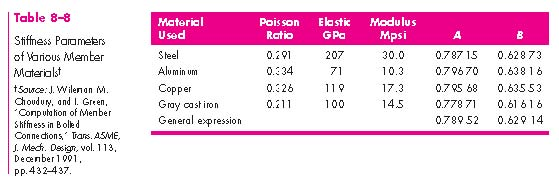 Table 8–8
Stiffness Parameters
of Various Member
Materials†
†Source: J. Wileman, M.
Choudury, and I. Green,
"Computation of Member
Stiffness in Bolted
Connections," Trans. ASME,
J. Mech. Design, vol. 113,
December 1991,
pp. 432–437.
Material Used Poisson Ratio Elastic GPa Modulus Mpsi A B
Steel 0.291 207 30.0 0.787 15 0.628 73
Aluminum 0.334 71 10.3 0.796 70 0.638 16
Copper 0.326 119 17.3 0.795 68 0.635 53
Gray cast iron 0.211 100 14.5 0.778 71 0.616 16
General expression 0.789 52 0.629 14